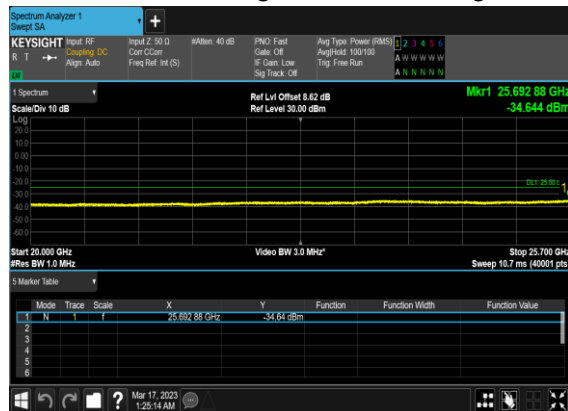 Spectrum Analyzer 1
Swept SA
+
KEYSIGHT
R T
LXI
Input: RF
Coupling: DC
Align: Auto
Input Z: 50 Ω
Corr CCorr
Freq Ref: Int (S)
#Atten: 40 dB
PNO: Fast
Gate: Off
IF Gain: Low
Sig Track: Off
Avg Type: Power (RMS)
Avg|Hold: 100/100
Trig: Free Run
1 2 3 4 5 6
A W W W W W
A N N N N N
1 Spectrum
Scale/Div 10 dB
Ref Lvl Offset 8.62 dB
Ref Level 30.00 dBm
Mkr1 25.692 88 GHz
-34.644 dBm
Log
20.0
10.0
0.00
-10.0
-20.0
DL1 -25.00
-30.0
1
-40.0
-50.0
-60.0
Start 20.000 GHz
#Res BW 1.0 MHz
Video BW 3.0 MHz*
Stop 25.700 GHz
Sweep 10.7 ms (40001 pts)
5 Marker Table
Mode Trace Scale X Y Function Function Width Function Value
1 N 1 f 25.692 88 GHz -34.64 dBm
2
3
4
5
6
?
Mar 17, 2023
1:25:14 AM